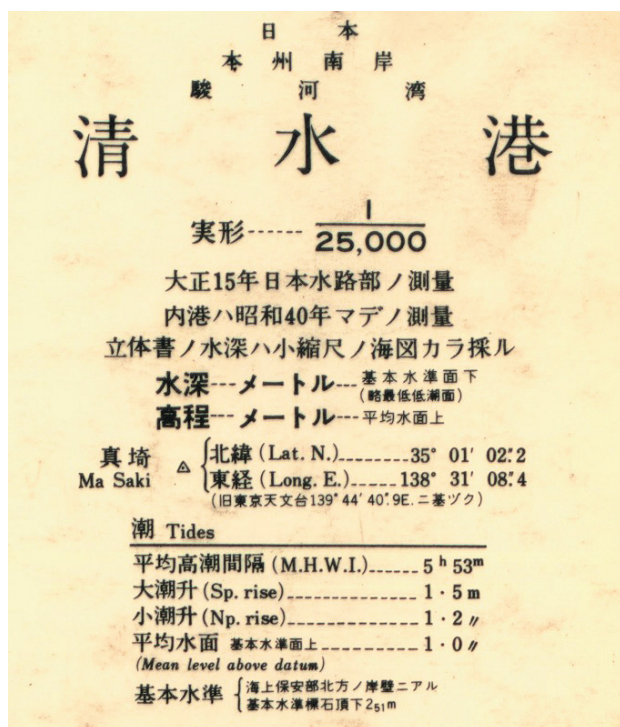 日本
本州南岸
駿河湾
清水港
実形------ 1/25,000
大正15年日本水路部ノ測量
内港ハ昭和40年マデノ測量
立体書ノ水深ハ小縮尺ノ海図カラ採ル
水深---メートル---基本水準面下
(略最低低潮面)
高程---メートル---平均水面上
真埼 北緯(Lat. N.)--------35° 01′ 02″.2
Ma Saki 東経(Long. E.)------138° 31′ 08″.4
(旧東京天文台139°44′40″.9E.ニ基ヅク)
潮 Tides
平均高潮間隔(M.H.W.I.)------5h 53m
大潮升(Sp. rise)--------------1·5m
小潮升(Np. rise)--------------1·2〃
平均水面 基本水準面上-----------1·0〃
(Mean level above datum)
基本水準 海上保安部北方ノ岸壁ニアル
基本水準標石頂下2.51m